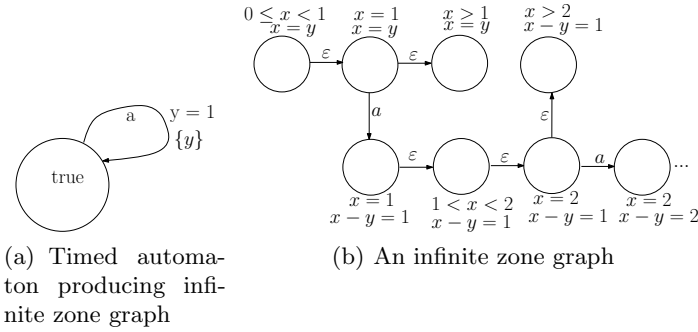 0 ≤ x < 1
x = y
x = 1
x = y
x > 1
x = y
x > 2
x − y = 1
ε
ε
a
ε
y = 1
{y}
a
true
ε
ε
a
...
x = 1
x − y = 1
1 < x < 2
x − y = 1
x = 2
x − y = 1
x = 2
x − y = 2
(a) Timed automa-
ton producing infi-
nite zone graph
(b) An infinite zone graph